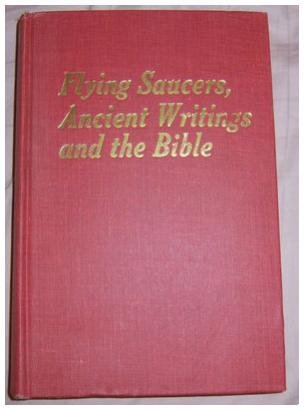 Flying Saucers,
Ancient Writings
and the Bible